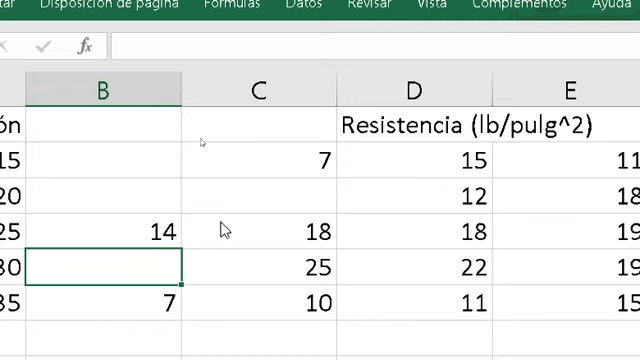 Disposición de página Fórmulas Datos Revisar Vista Complementos Ayuda
fx
B C D E
ón Resistencia (lb/pulg^2)
15 7 15 11
20 12 18
25 14 18 18 19
30 25 22 19
35 7 10 11 15